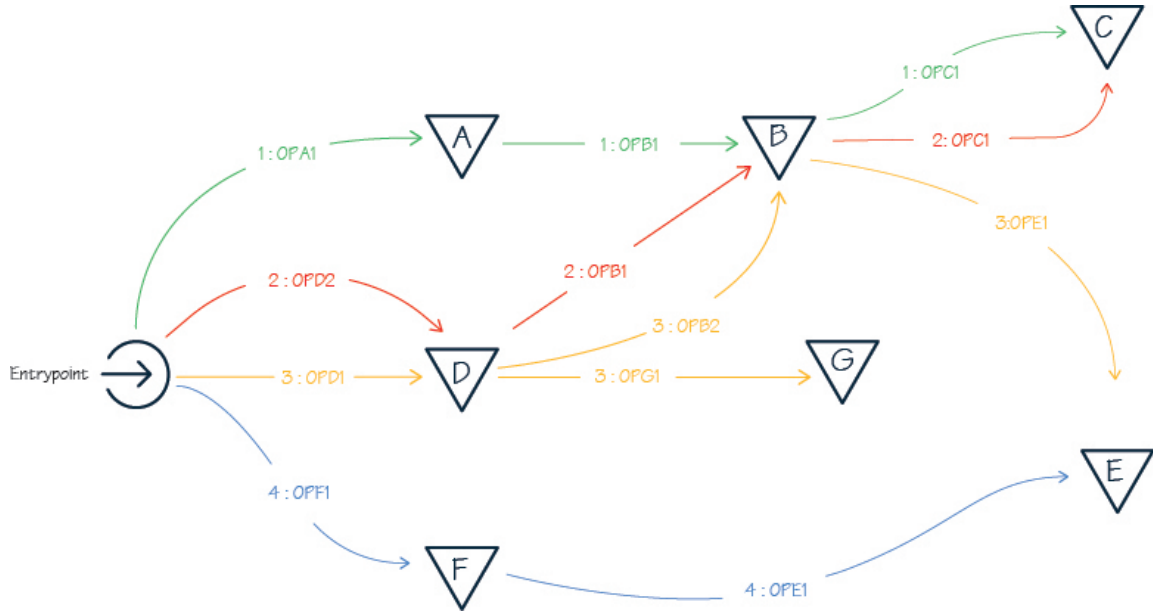 C
1:OPC1
A
B
1:OPA1
1:OPB1
2:OPC1
3:OPE1
2:OPD2
2:OPB1
3:OPB2
Entrypoint
3:OPD1
D
3:OPG1
G
E
4:OPF1
F
4:OPE1